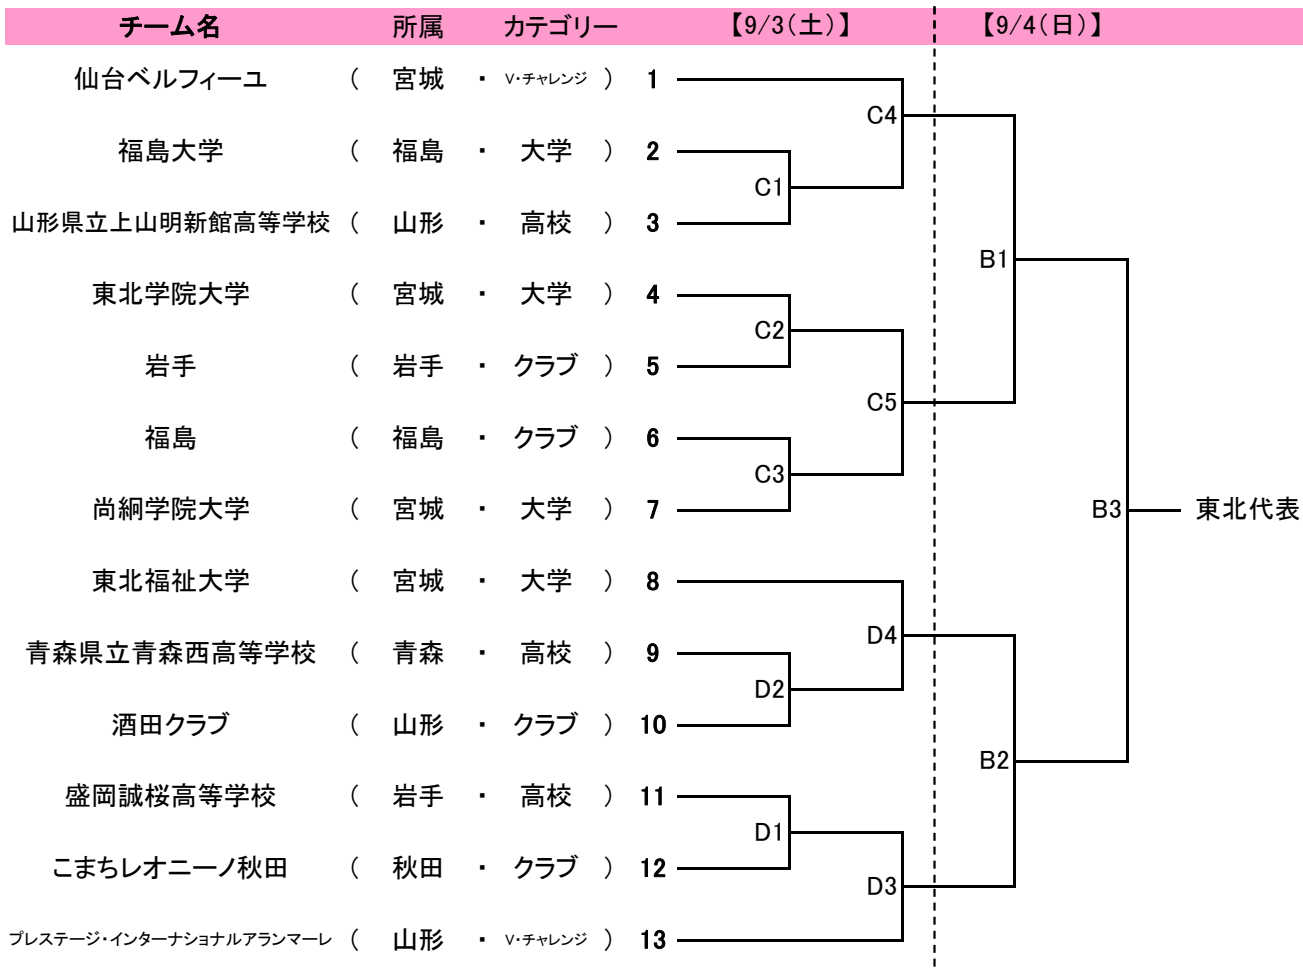 チーム名 所属 カテゴリー 【9/3(土)】 【9/4(日)】
仙台ベルフィーユ ( 宮城 ・ V・チャレンジ ) 1
C4
福島大学 ( 福島 ・ 大学 ) 2
C1
山形県立上山明新館高等学校 ( 山形 ・ 高校 ) 3
B1
東北学院大学 ( 宮城 ・ 大学 ) 4
C2
岩手 ( 岩手 ・ クラブ ) 5
C5
福島 ( 福島 ・ クラブ ) 6
C3
尚絅学院大学 ( 宮城 ・ 大学 ) 7 B3 東北代表
東北福祉大学 ( 宮城 ・ 大学 ) 8
D4
青森県立青森西高等学校 ( 青森 ・ 高校 ) 9
D2
酒田クラブ ( 山形 ・ クラブ ) 10
B2
盛岡誠桜高等学校 ( 岩手 ・ 高校 ) 11
D1
こまちレオニーノ秋田 ( 秋田 ・ クラブ ) 12
D3
プレステージ・インターナショナルアランマーレ ( 山形 ・ V・チャレンジ ) 13